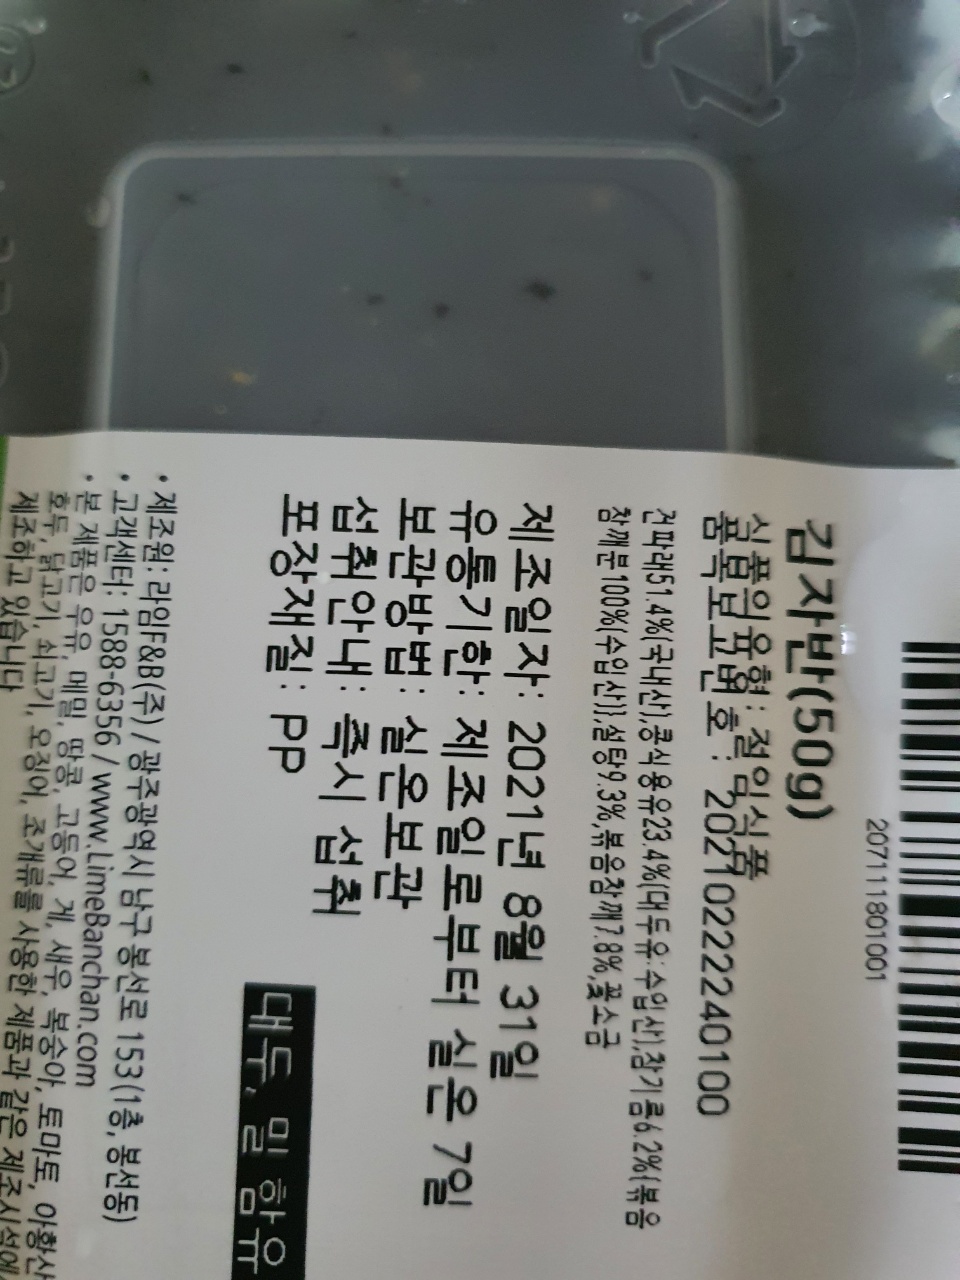 207111801001
김자반(50g)
식품의유형: 절임식품
품목보고번호: 20210222240100
건파래51.4%(국내산),콩식용유23.4%(대두유:수입산),참기름6.2%{볶음
참깨분100%(수입산)},설탕9.3%,볶음참깨7.8%,꽃소금
제조일자: 2021년 8월 31일
유통기한: 제조일로부터 실온 7일
보관방법: 실온보관
섭취안내: 즉시 섭취
포장재질: PP
대두, 밀 함유
• 제조원: 라임F&B(주) / 광주광역시 남구 봉선로 153(1층, 봉선동)
• 고객센터: 1588-6356 / www.LimeBanchan.com
• 본 제품은 우유, 메밀, 땅콩, 고등어, 게, 새우, 복숭아, 토마토, 아황산
호두, 닭고기, 쇠고기, 오징어, 조개류를 사용한 제품과 같은 제조시설에
제조하고 있습니다